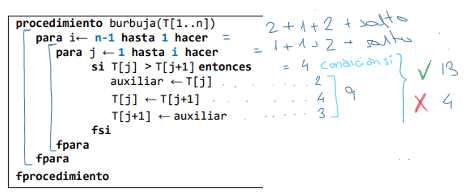 procedimiento burbuja(T[1..n])
para i← n-1 hasta 1 hacer = 2 + 1 + 2 + salto
para j ← 1 hasta i hacer = 1 + 1 + 2 + salto
si T[j] > T[j+1] entonces = 4 condición si ✓ 13
auxiliar ← T[j] . . . . . . . 2
T[j] ← T[j+1] . . . . . . . 4 9 ✗ 4
T[j+1] ← auxiliar . . . . . . 3
fsi
fpara
fpara
fprocedimiento